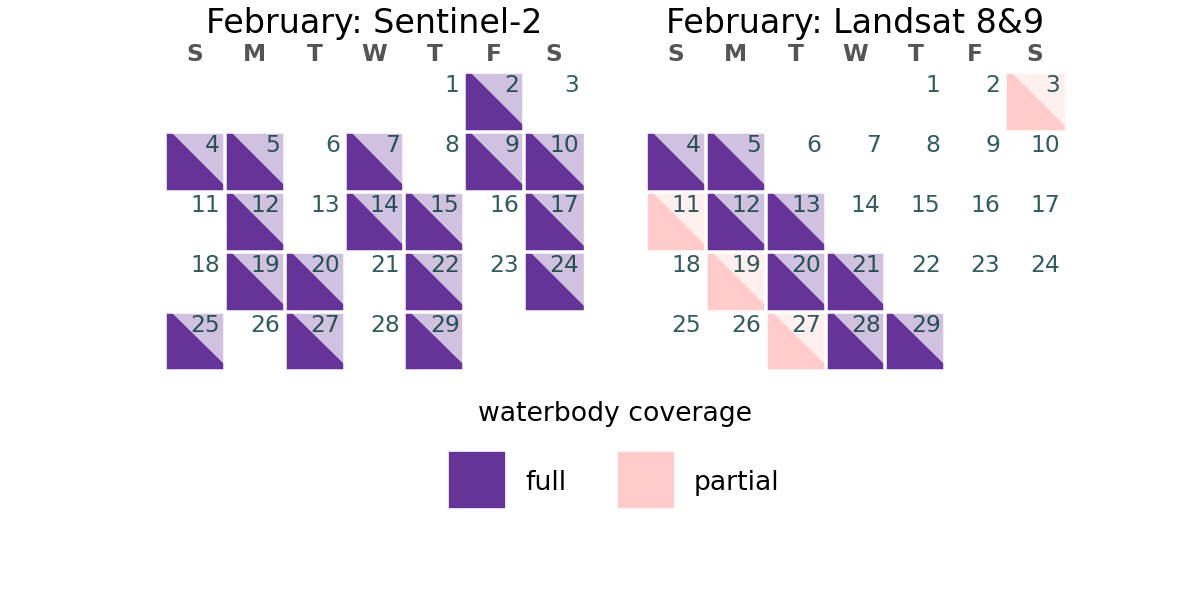 February: Sentinel-2
S M T W T F S
1 2 3
4 5 6 7 8 9 10
11 12 13 14 15 16 17
18 19 20 21 22 23 24
25 26 27 28 29
February: Landsat 8&9
S M T W T F S
1 2 3
4 5 6 7 8 9 10
11 12 13 14 15 16 17
18 19 20 21 22 23 24
25 26 27 28 29
waterbody coverage
full partial